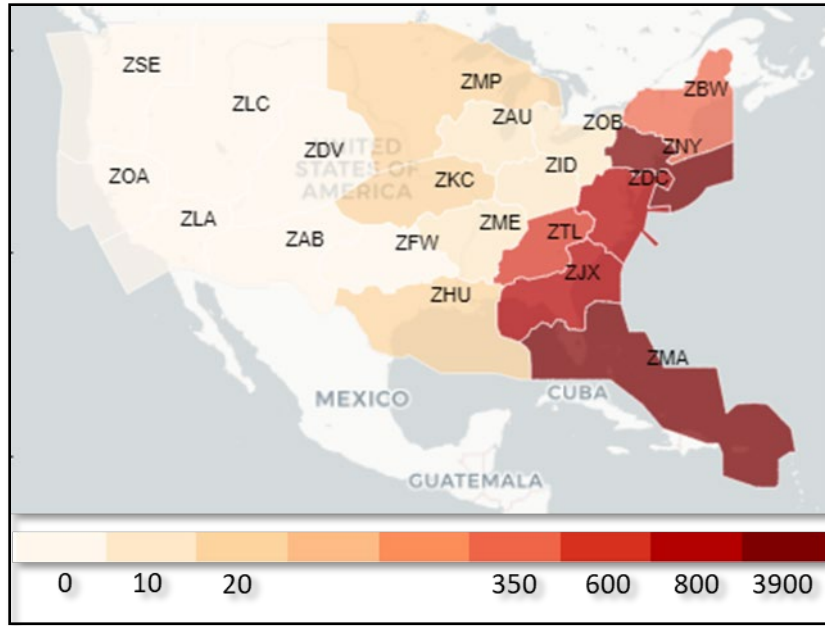 ZSE
ZMP
ZBW
ZLC
ZAU
ZOB
ZDV
UNITED
STATES OF
AMERICA
ZNY
ZID
ZOA
ZKC
ZDC
ZLA
ZME
ZTL
ZAB
ZFW
ZJX
ZHU
ZMA
MEXICO
CUBA
GUATEMALA
0 10 20 350 600 800 3900